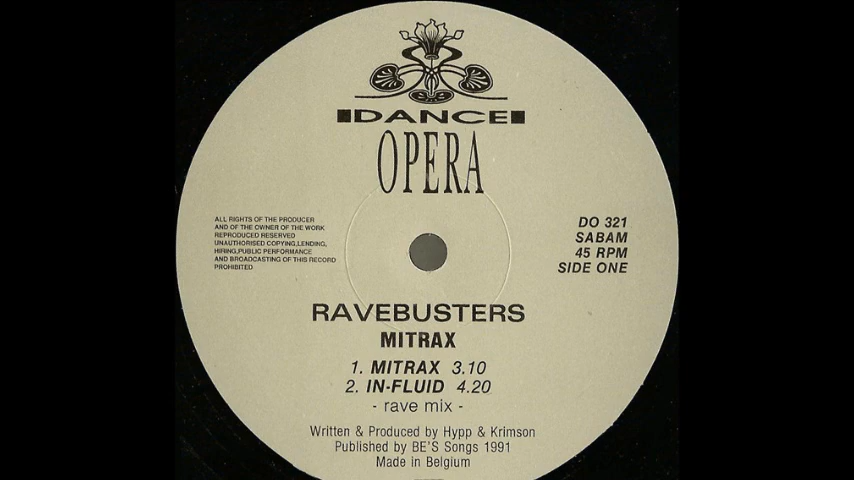 DANCE
OPERA
ALL RIGHTS OF THE PRODUCER
AND OF THE OWNER OF THE WORK
REPRODUCED RESERVED
UNAUTHORISED COPYING,LENDING,
HIRING,PUBLIC PERFORMANCE
AND BROADCASTING OF THIS RECORD
PROHIBITED
DO 321
SABAM
45 RPM
SIDE ONE
RAVEBUSTERS
MITRAX
1. MITRAX 3.10
2. IN-FLUID 4.20
- rave mix -
Written & Produced by Hypp & Krimson
Published by BE'S Songs 1991
Made in Belgium